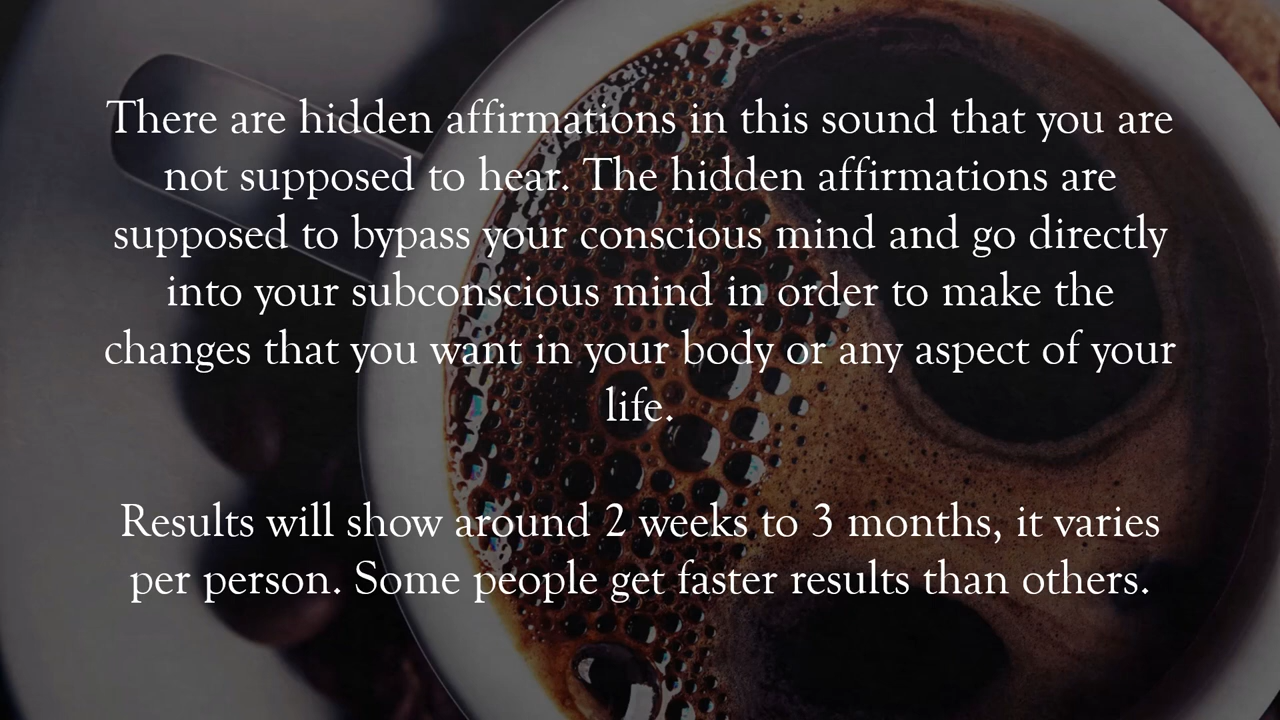 There are hidden affirmations in this sound that you are
not supposed to hear. The hidden affirmations are
supposed to bypass your conscious mind and go directly
into your subconscious mind in order to make the
changes that you want in your body or any aspect of your
life.
Results will show around 2 weeks to 3 months, it varies
per person. Some people get faster results than others.